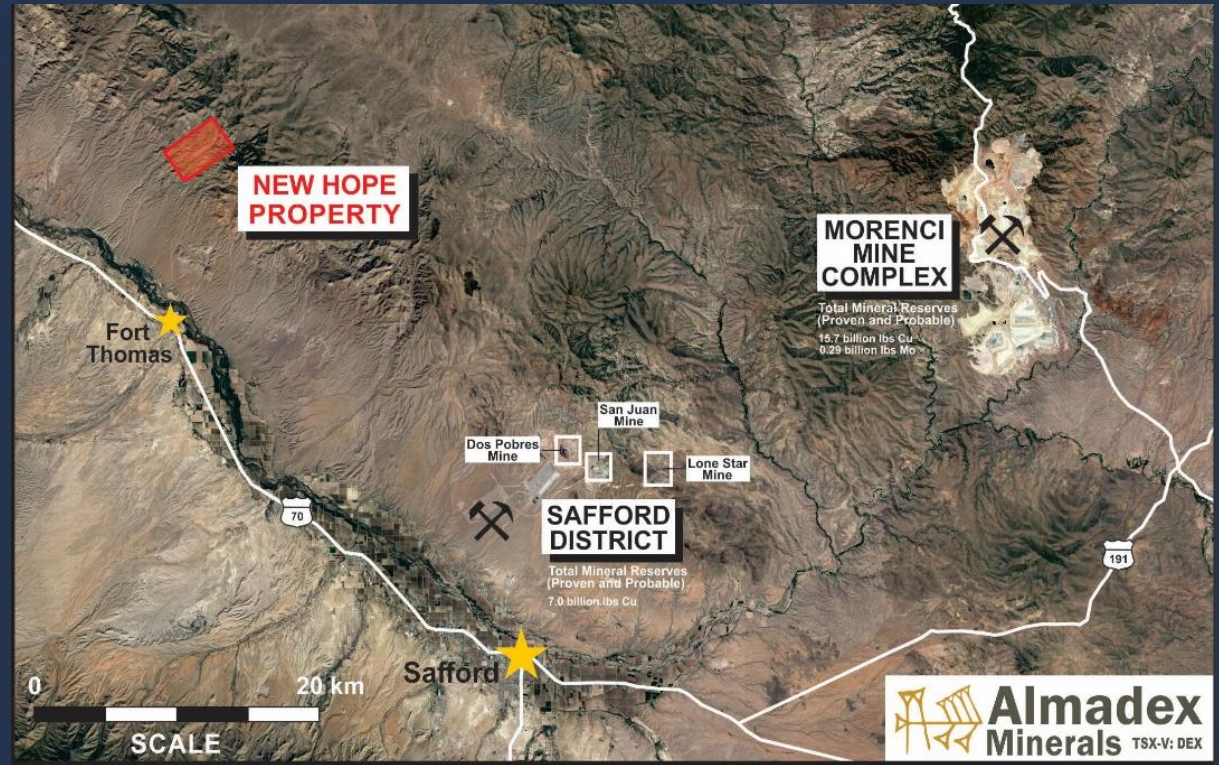 NEW HOPE
PROPERTY
MORENCI
MINE
COMPLEX
Total Mineral Reserves
(Proven and Probable)
15.7 billion lbs Cu
0.29 billion lbs Mo
Fort
Thomas
San Juan
Mine
Dos Pobres
Mine
Lone Star
Mine
70
SAFFORD
DISTRICT
Total Mineral Reserves
(Proven and Probable)
7.0 billion lbs Cu
191
Safford
0 20 km
SCALE
Almadex
Minerals TSX-V: DEX